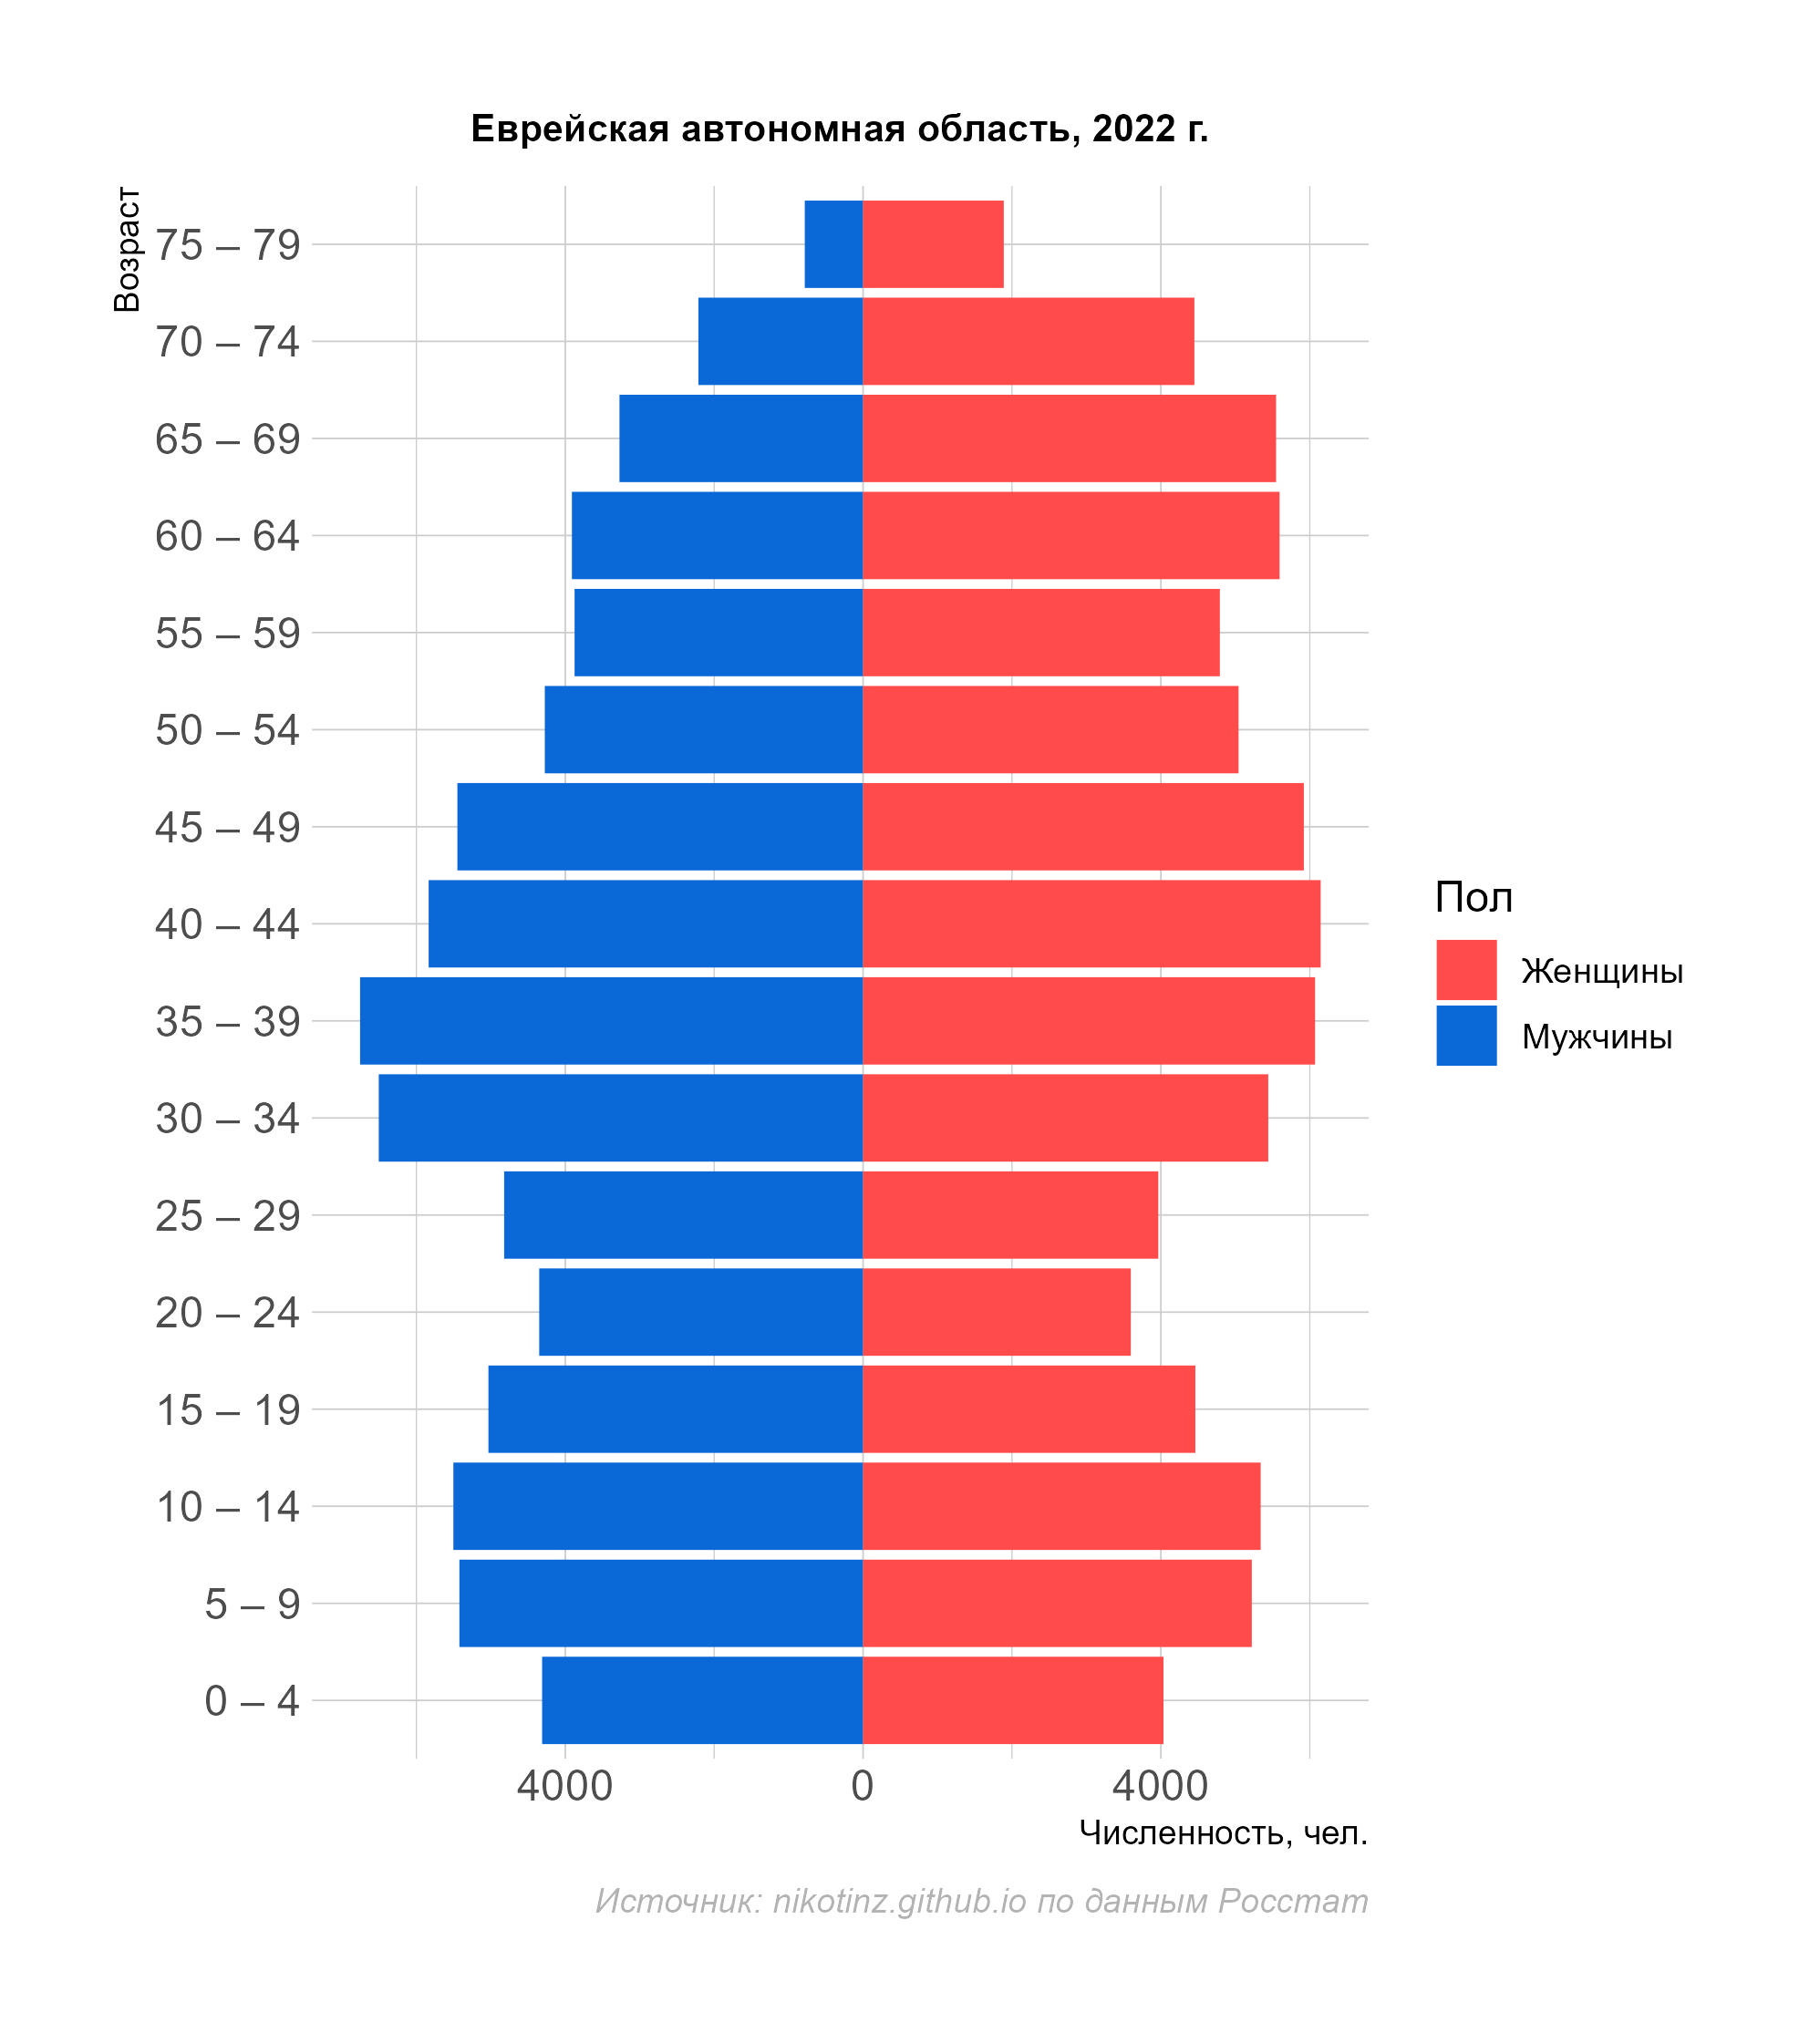 Еврейская автономная область, 2022 г.
Возраст
75 – 79
70 – 74
65 – 69
60 – 64
55 – 59
50 – 54
45 – 49
40 – 44
35 – 39
30 – 34
25 – 29
20 – 24
15 – 19
10 – 14
5 – 9
0 – 4
4000 0 4000
Численность, чел.
Пол
Женщины
Мужчины
Источник: nikotinz.github.io по данным Росстат